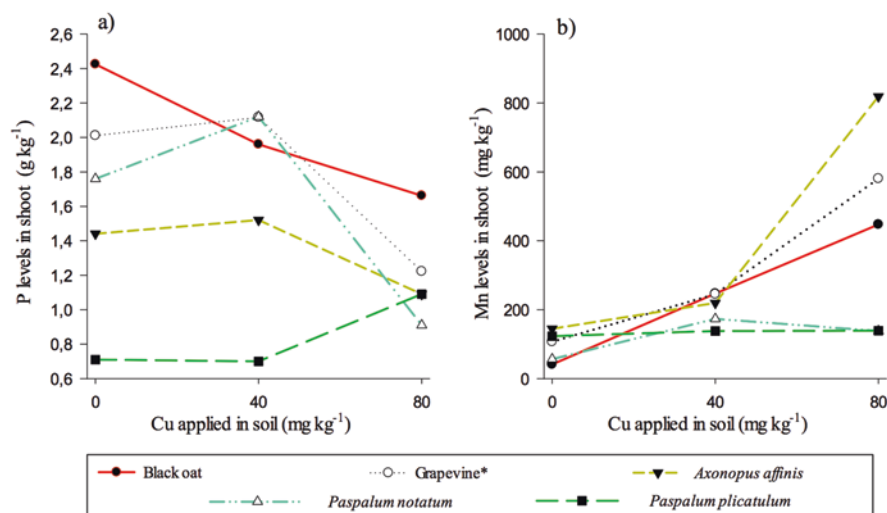 a)
2,6
2,4
2,2
2,0
1,8
1,6
1,4
1,2
1,0
0,8
0,6
P levels in shoot (g kg⁻¹)
0 40 80
Cu applied in soil (mg kg⁻¹)
b)
1000
800
600
400
200
0
Mn levels in shoot (mg kg⁻¹)
0 40 80
Cu applied in soil (mg kg⁻¹)
Black oat Grapevine* Axonopus affinis
Paspalum notatum Paspalum plicatulum